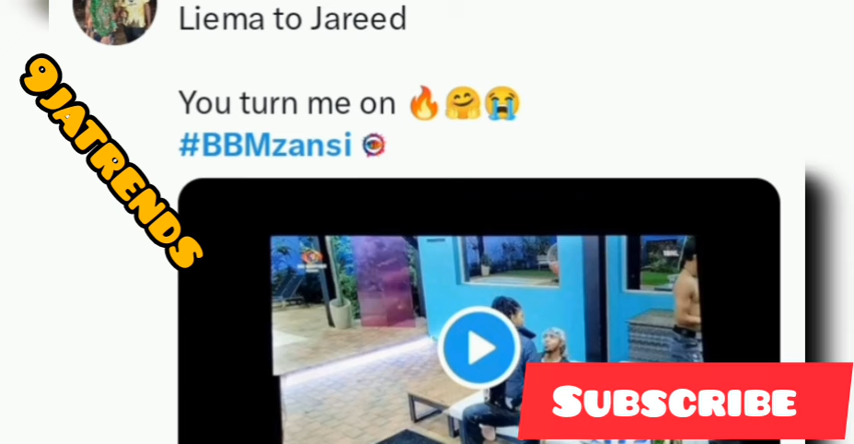 Liema to Jareed
You turn me on 🔥🤗😭
#BBMzansi
9JATRENDS
SUBSCRIBE